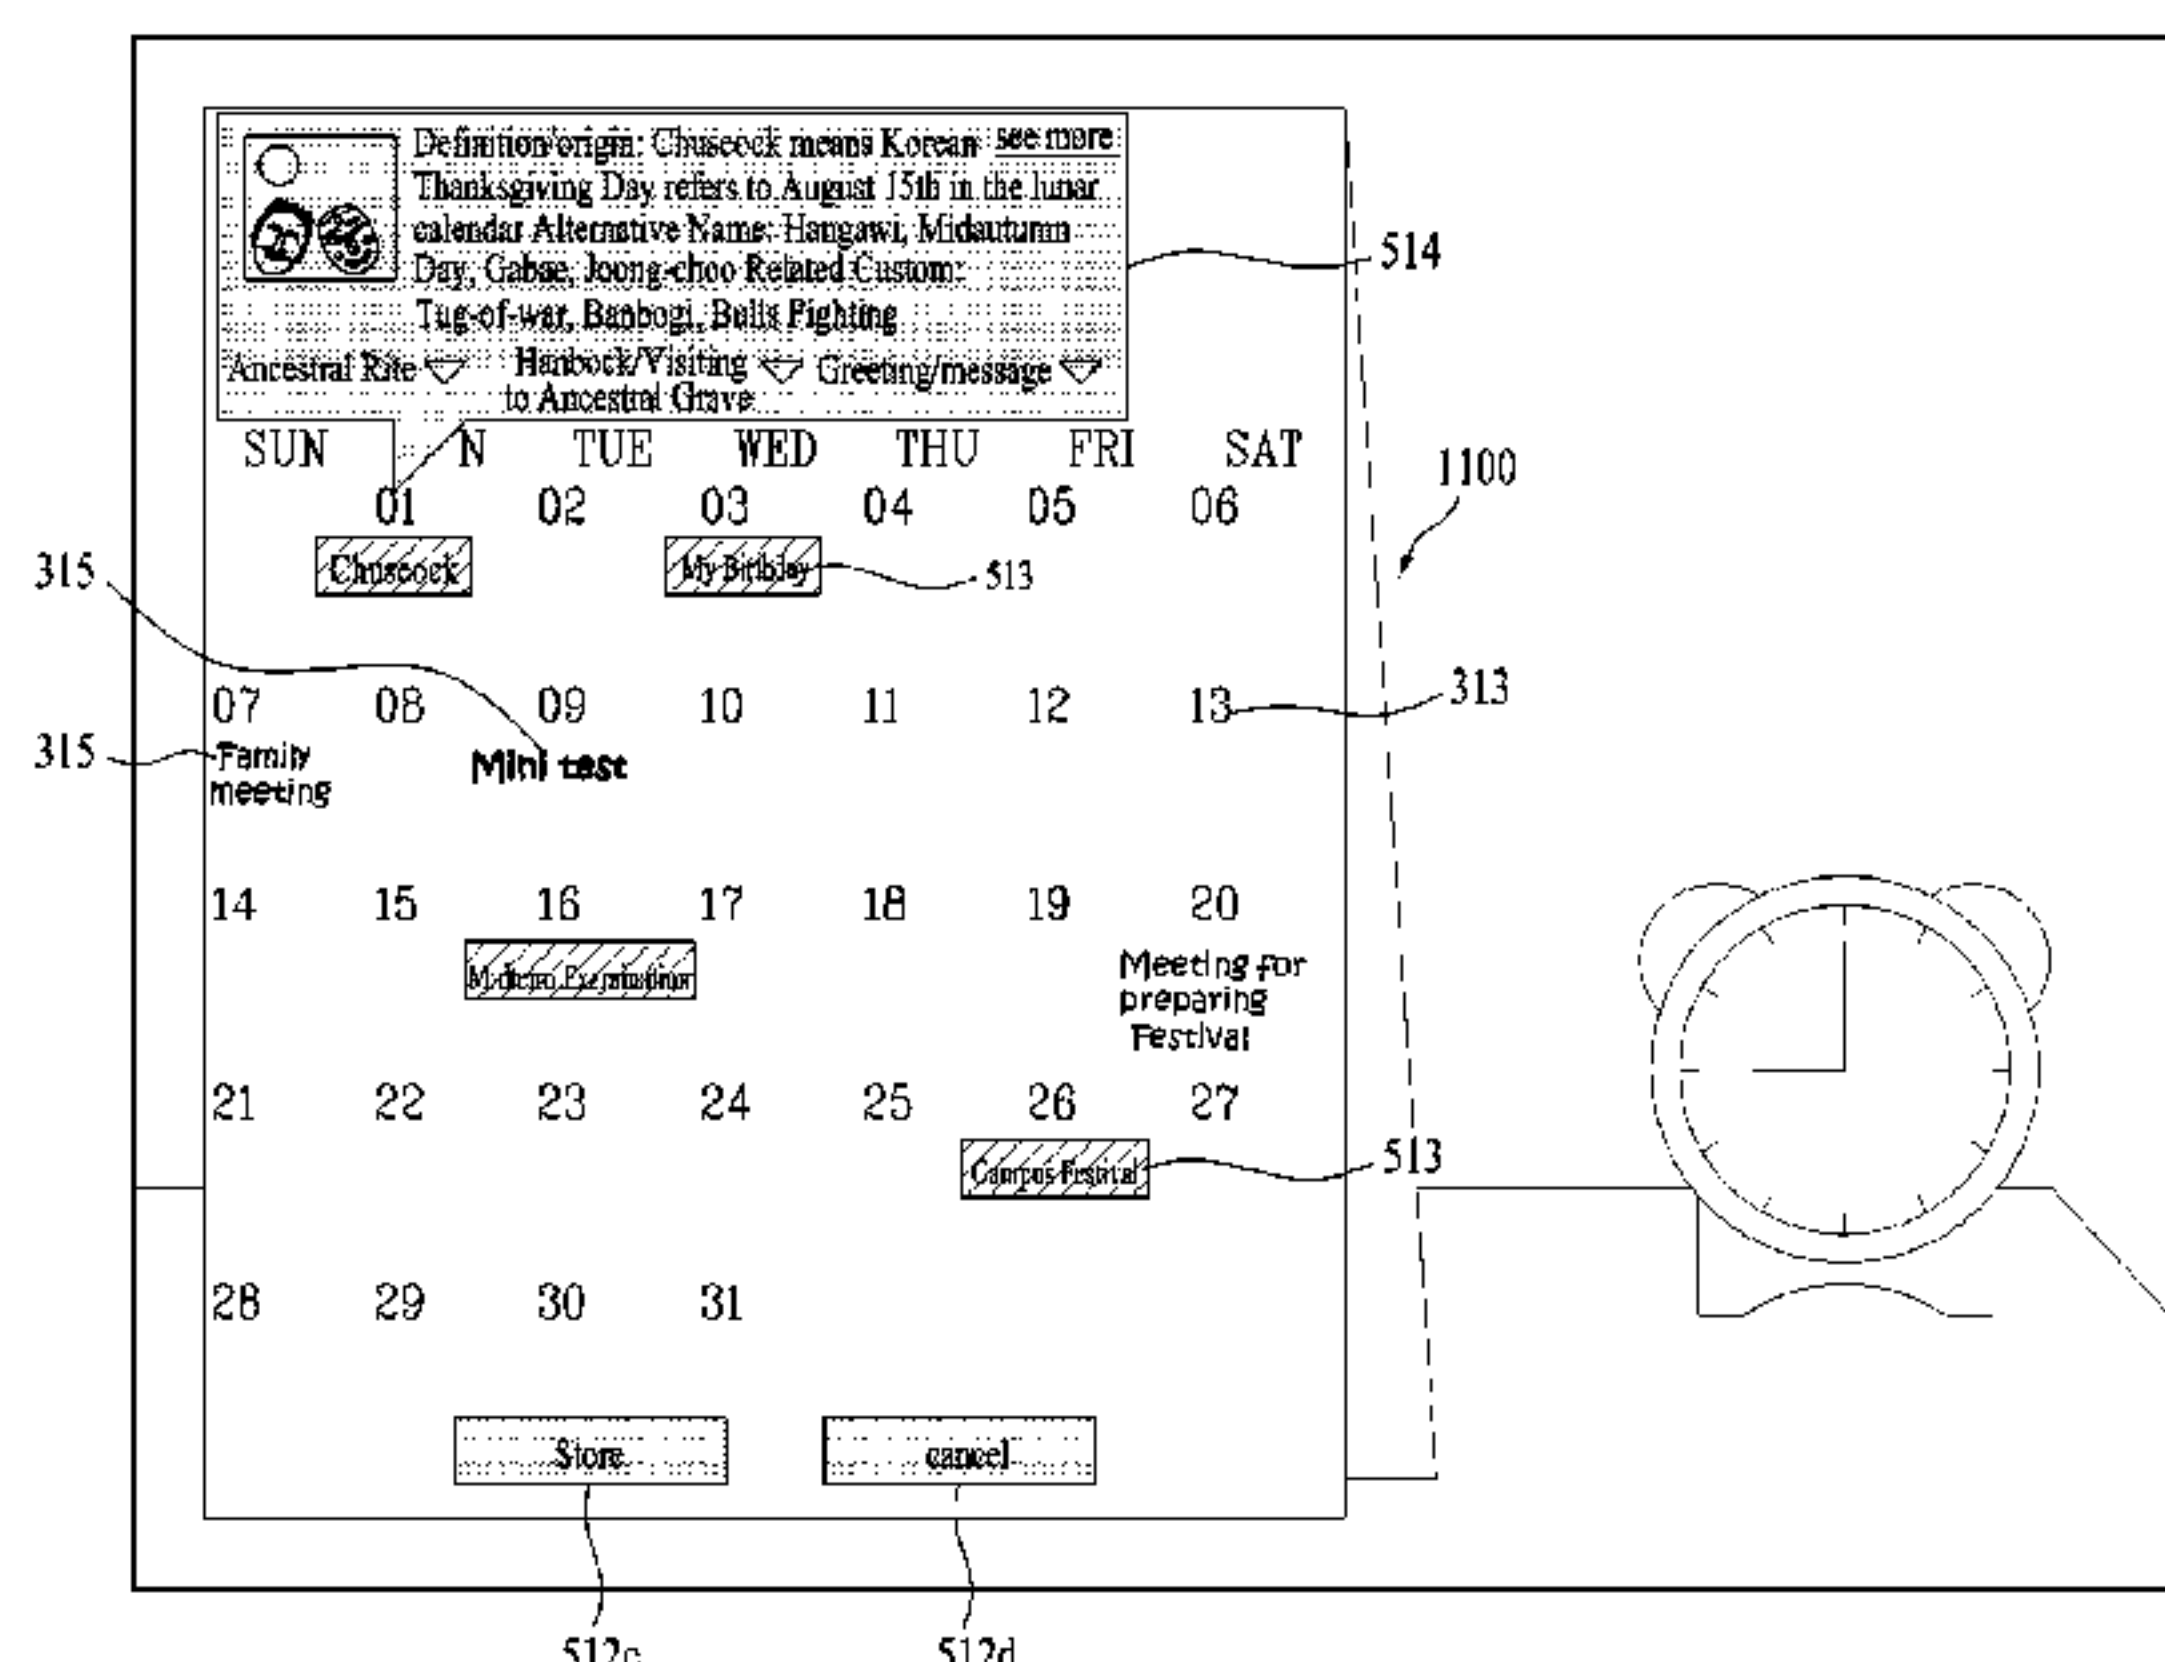 Definition/origin: Chuseock means Korean see more
Thanksgiving Day refers to August 15th in the lunar
calendar Alternative Name: Hangawi, Midautumn
Day, Gabae, Joong-choo Related Custom:
Tug-of-war, Banbogi, Bulls Fighting
Ancestral Rite Hanbock/Visiting to Ancestral Grave Greeting/message
514
SUN N TUE WED THU FRI SAT
1100
01 02 03 04 05 06
315 Chuseock My Birthday 513
07 08 09 10 11 12 13 313
315 Family meeting Mini test
14 15 16 17 18 19 20
Midterm Examination
Meeting for
preparing
Festival
21 22 23 24 25 26 27
Campus Festival 513
28 29 30 31
Store cancel
512c 512d